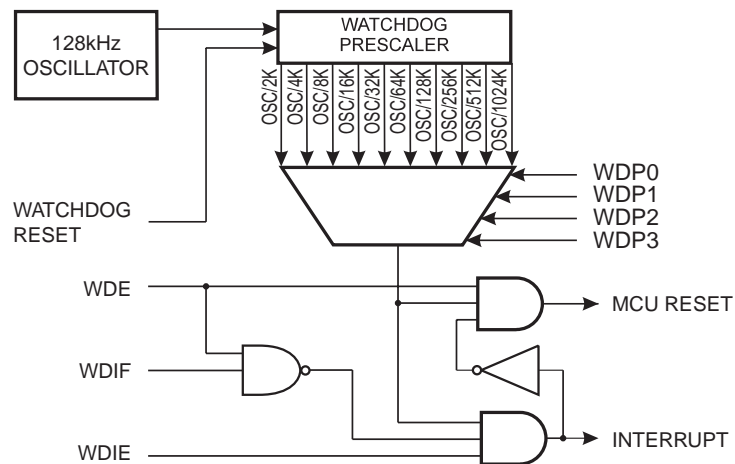 128kHz
OSCILLATOR
WATCHDOG
PRESCALER
OSC/2K
OSC/4K
OSC/8K
OSC/16K
OSC/32K
OSC/64K
OSC/128K
OSC/256K
OSC/512K
OSC/1024K
WATCHDOG
RESET
WDP0
WDP1
WDP2
WDP3
WDE
MCU RESET
WDIF
WDIE
INTERRUPT